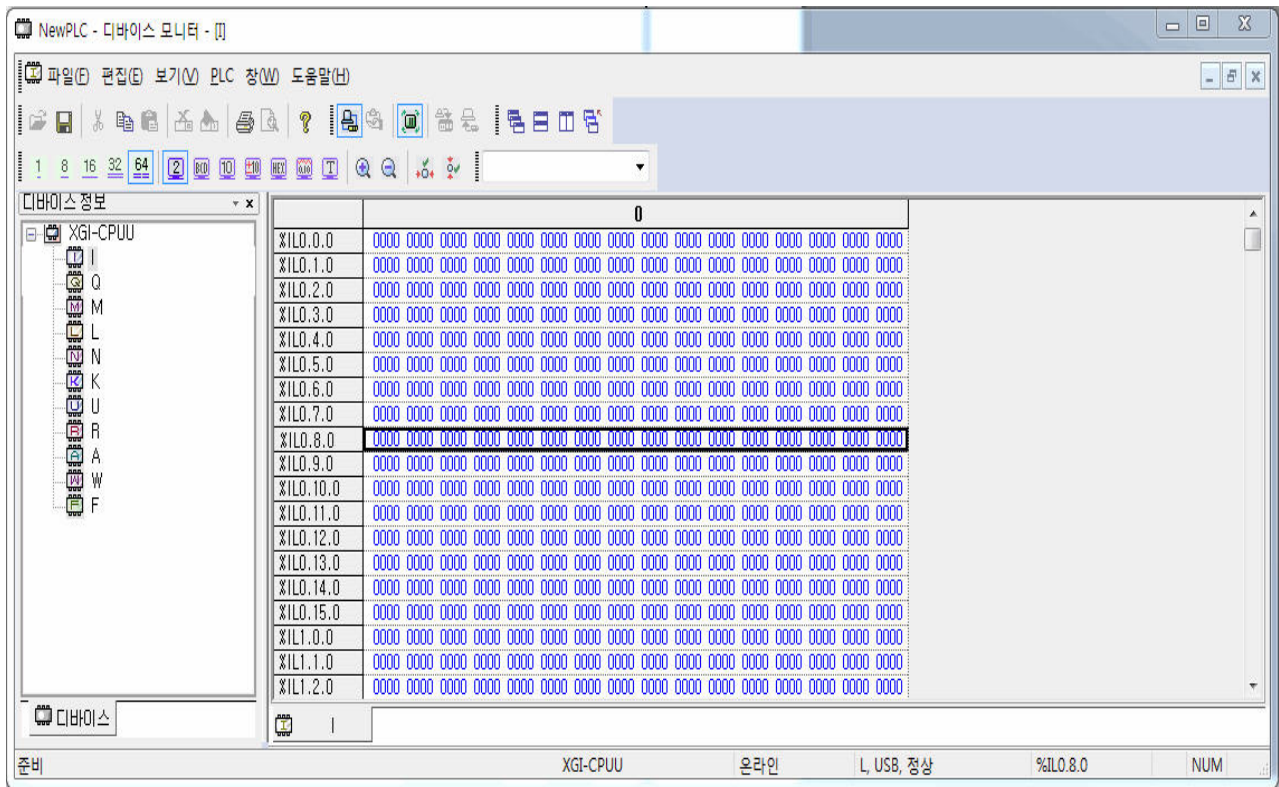 NewPLC - 디바이스 모니터 - [I]
파일(F) 편집(E) 보기(V) PLC 창(W) 도움말(H)
1 8 16 32 64 2 BCD 10 ±10 HEX 0.00 T
디바이스 정보
XGI-CPUU
I
Q
M
L
N
K
U
R
A
W
F
디바이스
0
%IL0.0.0 0000 0000 0000 0000 0000 0000 0000 0000 0000 0000 0000 0000 0000 0000 0000 0000
%IL0.1.0 0000 0000 0000 0000 0000 0000 0000 0000 0000 0000 0000 0000 0000 0000 0000 0000
%IL0.2.0 0000 0000 0000 0000 0000 0000 0000 0000 0000 0000 0000 0000 0000 0000 0000 0000
%IL0.3.0 0000 0000 0000 0000 0000 0000 0000 0000 0000 0000 0000 0000 0000 0000 0000 0000
%IL0.4.0 0000 0000 0000 0000 0000 0000 0000 0000 0000 0000 0000 0000 0000 0000 0000 0000
%IL0.5.0 0000 0000 0000 0000 0000 0000 0000 0000 0000 0000 0000 0000 0000 0000 0000 0000
%IL0.6.0 0000 0000 0000 0000 0000 0000 0000 0000 0000 0000 0000 0000 0000 0000 0000 0000
%IL0.7.0 0000 0000 0000 0000 0000 0000 0000 0000 0000 0000 0000 0000 0000 0000 0000 0000
%IL0.8.0 0000 0000 0000 0000 0000 0000 0000 0000 0000 0000 0000 0000 0000 0000 0000 0000
%IL0.9.0 0000 0000 0000 0000 0000 0000 0000 0000 0000 0000 0000 0000 0000 0000 0000 0000
%IL0.10.0 0000 0000 0000 0000 0000 0000 0000 0000 0000 0000 0000 0000 0000 0000 0000 0000
%IL0.11.0 0000 0000 0000 0000 0000 0000 0000 0000 0000 0000 0000 0000 0000 0000 0000 0000
%IL0.12.0 0000 0000 0000 0000 0000 0000 0000 0000 0000 0000 0000 0000 0000 0000 0000 0000
%IL0.13.0 0000 0000 0000 0000 0000 0000 0000 0000 0000 0000 0000 0000 0000 0000 0000 0000
%IL0.14.0 0000 0000 0000 0000 0000 0000 0000 0000 0000 0000 0000 0000 0000 0000 0000 0000
%IL0.15.0 0000 0000 0000 0000 0000 0000 0000 0000 0000 0000 0000 0000 0000 0000 0000 0000
%IL1.0.0 0000 0000 0000 0000 0000 0000 0000 0000 0000 0000 0000 0000 0000 0000 0000 0000
%IL1.1.0 0000 0000 0000 0000 0000 0000 0000 0000 0000 0000 0000 0000 0000 0000 0000 0000
%IL1.2.0 0000 0000 0000 0000 0000 0000 0000 0000 0000 0000 0000 0000 0000 0000 0000 0000
I
준비 XGI-CPUU 온라인 L, USB, 정상 %IL0.8.0 NUM